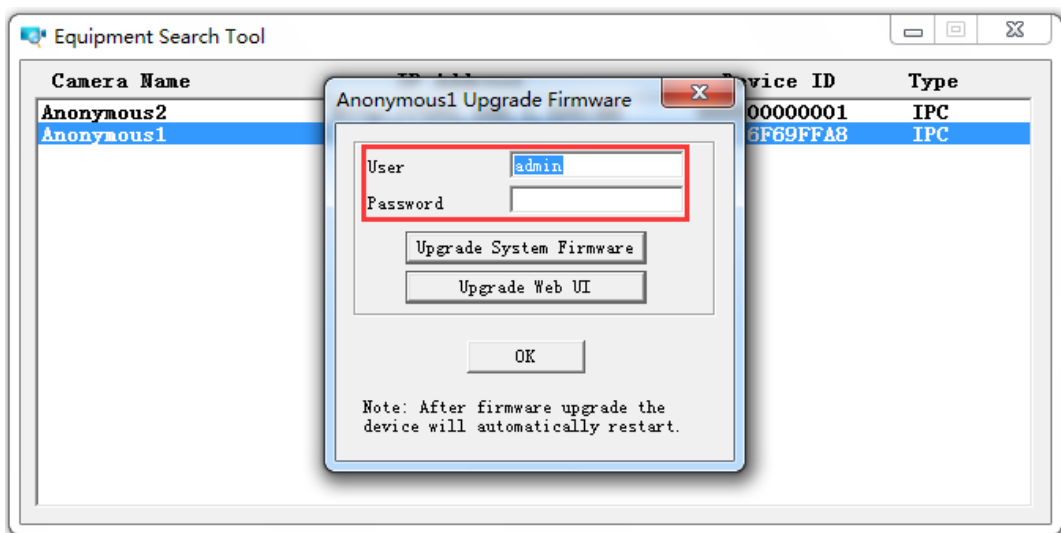 Equipment Search Tool
Camera Name Device ID Type
Anonymous2 00000001 IPC
Anonymous1 6F69FFA8 IPC
Anonymous1 Upgrade Firmware
User admin
Password
Upgrade System Firmware
Upgrade Web UI
OK
Note: After firmware upgrade the
device will automatically restart.